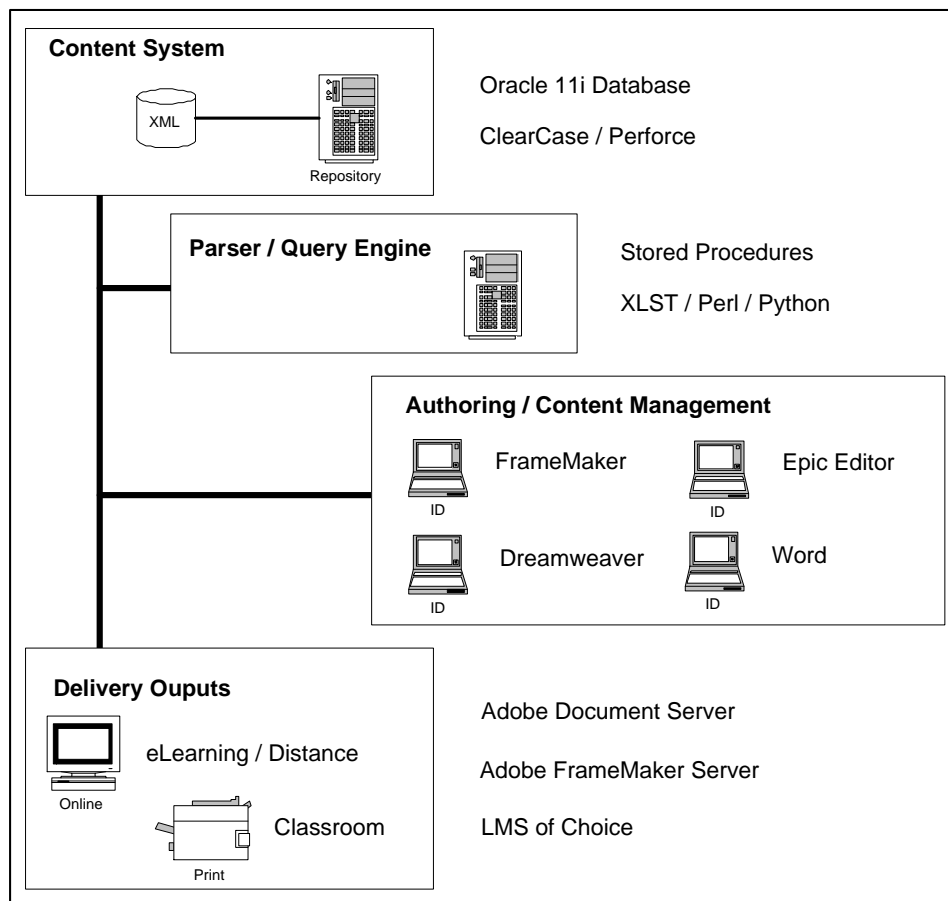 Content System
XML
Repository
Oracle 11i Database
ClearCase / Perforce
Parser / Query Engine
Stored Procedures
XLST / Perl / Python
Authoring / Content Management
FrameMaker
ID
Epic Editor
ID
Dreamweaver
ID
Word
ID
Delivery Ouputs
Online
eLearning / Distance
Print
Classroom
Adobe Document Server
Adobe FrameMaker Server
LMS of Choice